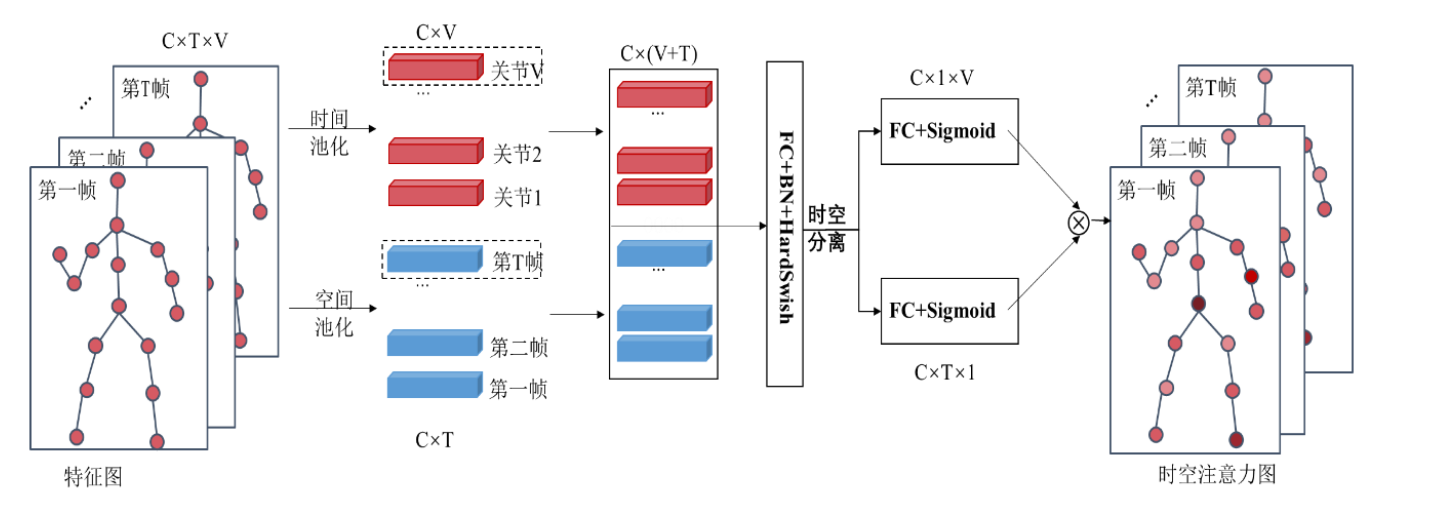 C×T×V
第T帧
...
第二帧
第一帧
特征图
时间
池化
空间
池化
C×V
关节V
...
关节2
关节1
第T帧
...
第二帧
第一帧
C×T
C×(V+T)
...
...
FC+BN+HardSwish
时空
分离
C×1×V
FC+Sigmoid
FC+Sigmoid
C×T×1
...
第T帧
第二帧
第一帧
时空注意力图